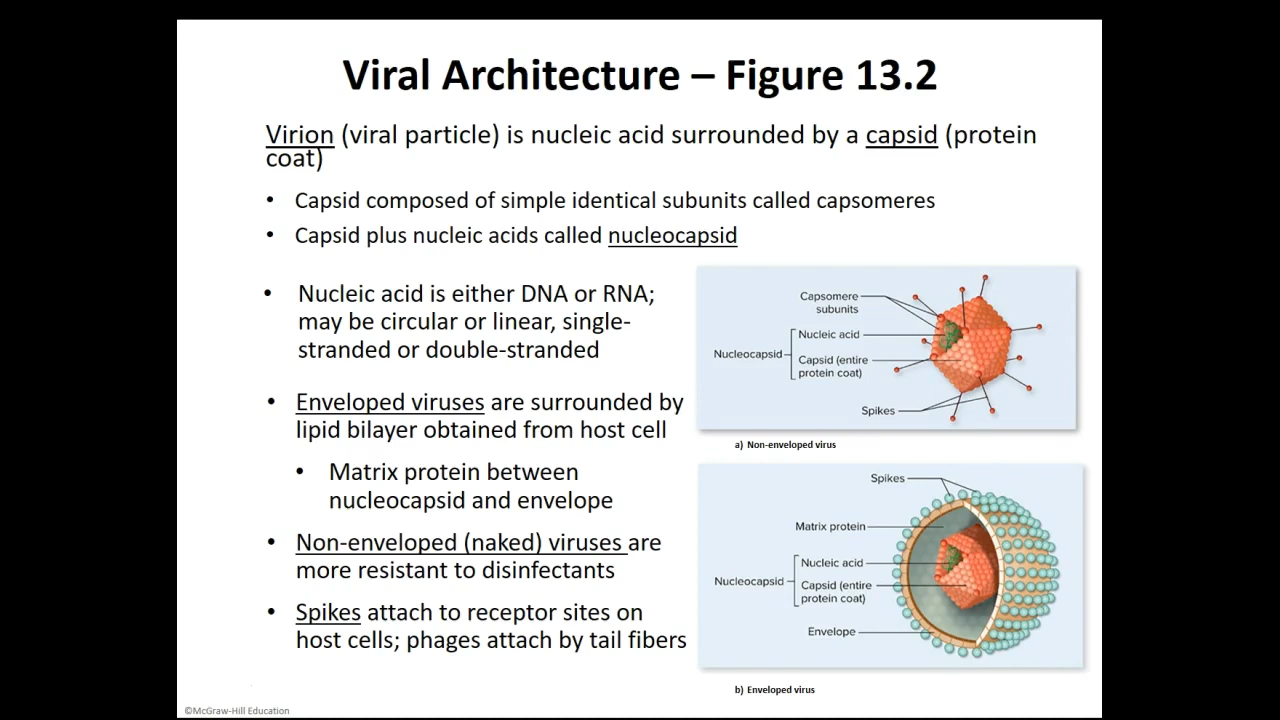 Viral Architecture – Figure 13.2
Virion (viral particle) is nucleic acid surrounded by a capsid (protein
coat)
• Capsid composed of simple identical subunits called capsomeres
• Capsid plus nucleic acids called nucleocapsid
• Nucleic acid is either DNA or RNA;
may be circular or linear, single-
stranded or double-stranded
• Enveloped viruses are surrounded by
lipid bilayer obtained from host cell
• Matrix protein between
nucleocapsid and envelope
• Non-enveloped (naked) viruses are
more resistant to disinfectants
• Spikes attach to receptor sites on
host cells; phages attach by tail fibers
Capsomere
subunits
Nucleic acid
Nucleocapsid
Capsid (entire
protein coat)
Spikes
a) Non-enveloped virus
Spikes
Matrix protein
Nucleic acid
Nucleocapsid
Capsid (entire
protein coat)
Envelope
b) Enveloped virus
©McGraw-Hill Education